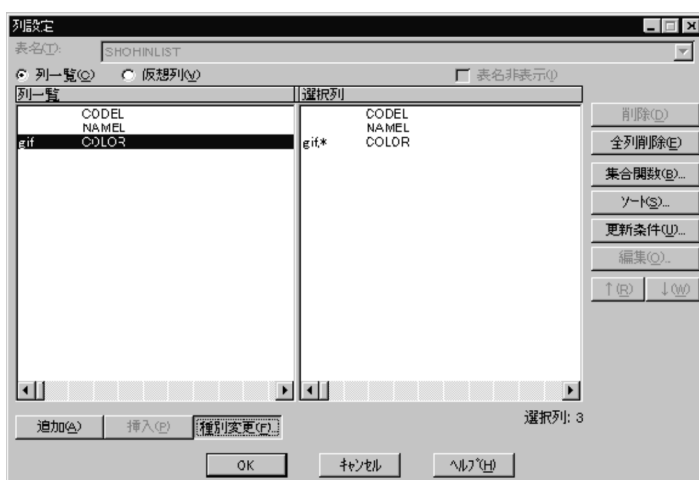 列設定
表名(T): SHOHINLIST
列一覧(O) 仮想列(V) 表名非表示(I)
列一覧 選択列
CODEL
NAMEL
gif COLOR
CODEL
NAMEL
gif,* COLOR
削除(D)
全列削除(E)
集合関数(B)...
ソート(S)...
更新条件(U)...
編集(O)...
↑(R) ↓(W)
選択列: 3
追加(A) 挿入(P) 種別変更(F)...
OK キャンセル ヘルプ(H)